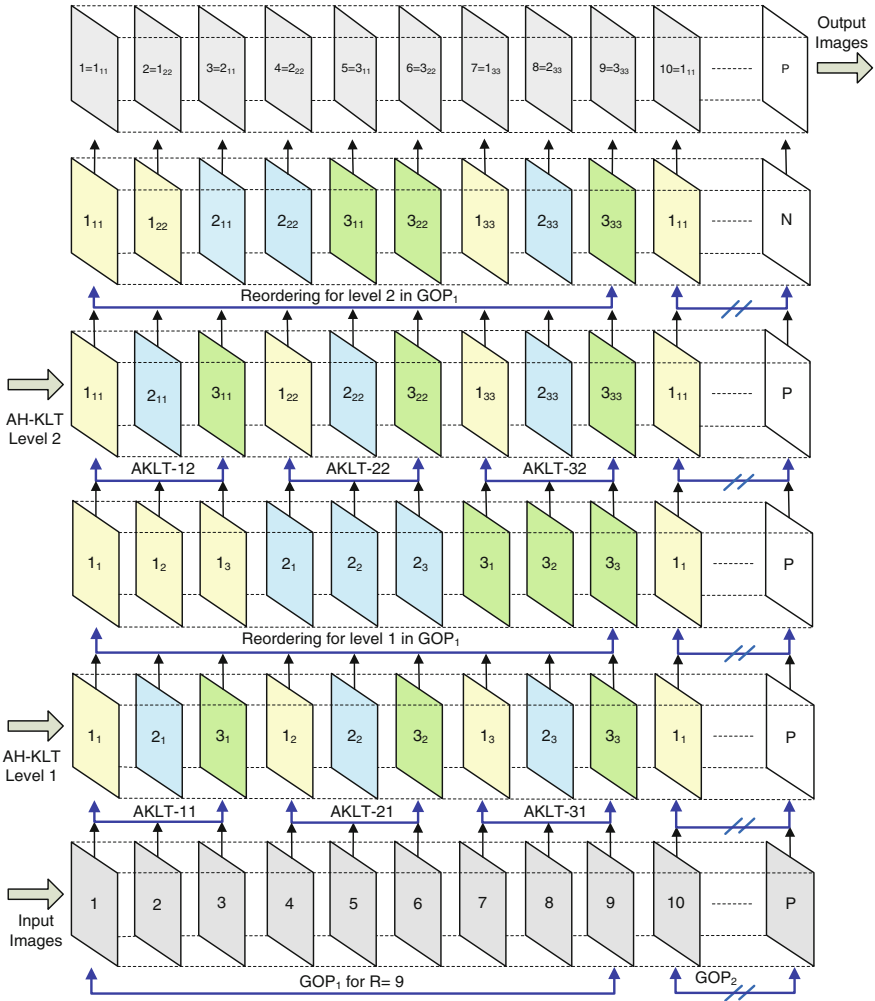 Output
Images
1=1₁₁ 2=1₂₂ 3=2₁₁ 4=2₂₂ 5=3₁₁ 6=3₂₂ 7=1₃₃ 8=2₃₃ 9=3₃₃ 10=1₁₁ P
1₁₁ 1₂₂ 2₁₁ 2₂₂ 3₁₁ 3₂₂ 1₃₃ 2₃₃ 3₃₃ 1₁₁ N
Reordering for level 2 in GOP₁
1₁₁ 2₁₁ 3₁₁ 1₂₂ 2₂₂ 3₂₂ 1₃₃ 2₃₃ 3₃₃ 1₁₁ P
AH-KLT
Level 2
AKLT-12 AKLT-22 AKLT-32
1₁ 1₂ 1₃ 2₁ 2₂ 2₃ 3₁ 3₂ 3₃ 1₁ P
Reordering for level 1 in GOP₁
1₁ 2₁ 3₁ 1₂ 2₂ 3₂ 1₃ 2₃ 3₃ 1₁ P
AH-KLT
Level 1
AKLT-11 AKLT-21 AKLT-31
1 2 3 4 5 6 7 8 9 10 P
Input
Images
GOP₁ for R= 9 GOP₂